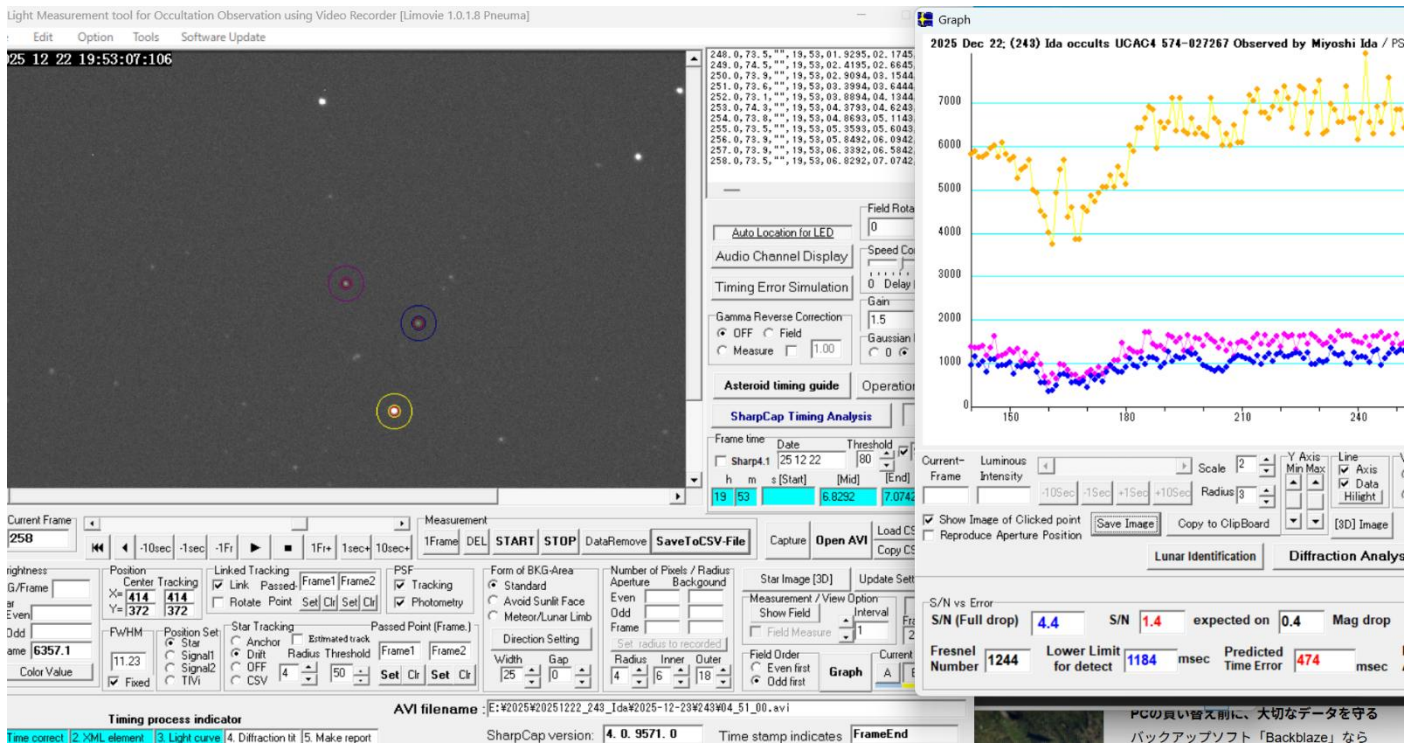 Light Measurement tool for Occultation Observation using Video Recorder [Limovie 1.0.1.8 Pneuma]
Edit Option Tools Software Update
25 12 22 19:53:07:106
248.0,73.5,"",19,53,01.9295,02.1745,
249.0,74.5,"",19,53,02.4195,02.6645,
250.0,73.9,"",19,53,02.9094,03.1544,
251.0,73.6,"",19,53,03.3994,03.6444,
252.0,73.1,"",19,53,03.8894,04.1344,
253.0,74.3,"",19,53,04.3793,04.6243,
254.0,73.8,"",19,53,04.8693,05.1143,
255.0,73.5,"",19,53,05.3593,05.6043,
256.0,73.9,"",19,53,05.8492,06.0942,
257.0,73.9,"",19,53,06.3392,06.5842,
258.0,73.5,"",19,53,06.8292,07.0742,
Field Rota
0
Auto Location for LED
Audio Channel Display
Speed Co
0 Delay
Timing Error Simulation
Gain
1.5
Gamma Reverse Correction
OFF Field
Measure 1.00
Gaussian
0
Asteroid timing guide
Operation
SharpCap Timing Analysis
Frame time
Date
Threshold
Sharp4.1 25 12 22 80
h m s [Start] [Mid] [End]
19 53 6.8292 7.0742
Current Frame
258
-10sec -1sec -1Fr 1Fr+ 1sec+ 10sec+
Measurement
1Frame DEL START STOP DataRemove SaveToCSV-File
Capture Open AVI
Load CS
Copy CS
rightness
G/Frame
Even
Odd
ame 6357.1
Color Value
Position
Center Tracking
X= 414 414
Y= 372 372
FWHM
11.23
Fixed
Position Set
Star
Signal1
Signal2
TIVi
Linked Tracking
Link Passed- Frame1 Frame2
Rotate Point Set Clr Set Clr
Star Tracking
Anchor
Drift
OFF
CSV
Estimated track
Radius Threshold
4 50
Passed Point (Frame.)
Frame1 Frame2
Set Clr Set Clr
PSF
Tracking
Photometry
Form of BKG-Area
Standard
Avoid Sunlit Face
Meteor/Lunar Limb
Direction Setting
Width Gap
25 0
Number of Pixels / Radius
Aperture Backgound
Even
Odd
Frame
Set radius to recorded
Radius Inner Outer
4 6 18
Star Image [3D]
Update Sett
Measurement / View Option
Show Field
Interval
Field Measure 1
Fra
2
Field Order
Even first
Odd first
Graph
Current
A
Timing process indicator
Time correct 2. XML element 3. Light curve 4. Diffraction tit 5. Make report
AVI filename : E:¥2025¥20251222_243_Ida¥2025-12-23¥243¥04_51_00.avi
SharpCap version: 4. 0. 9571. 0 Time stamp indicates FrameEnd
Graph
2025 Dec 22; (243) Ida occults UCAC4 574-027267 Observed by Miyoshi Ida / PS
7000
6000
5000
4000
3000
2000
1000
0
150 180 210 240
Current-Frame
Luminous Intensity
-10Sec -1Sec +1Sec +10Sec
Scale 2
Radius 3
Y Axis
Min Max
Line
Axis
Data
Hilight
Show Image of Clicked point
Reproduce Aperture Position
Save Image
Copy to ClipBoard
[3D] Image
Lunar Identification
Diffraction Analys
S/N vs Error
S/N (Full drop) 4.4 S/N 1.4 expected on 0.4 Mag drop
Fresnel Number 1244 Lower Limit for detect 1184 msec Predicted Time Error 474 msec
PCの買い替え前に、大切なデータを守る
バックアップソフト「Backblaze」なら